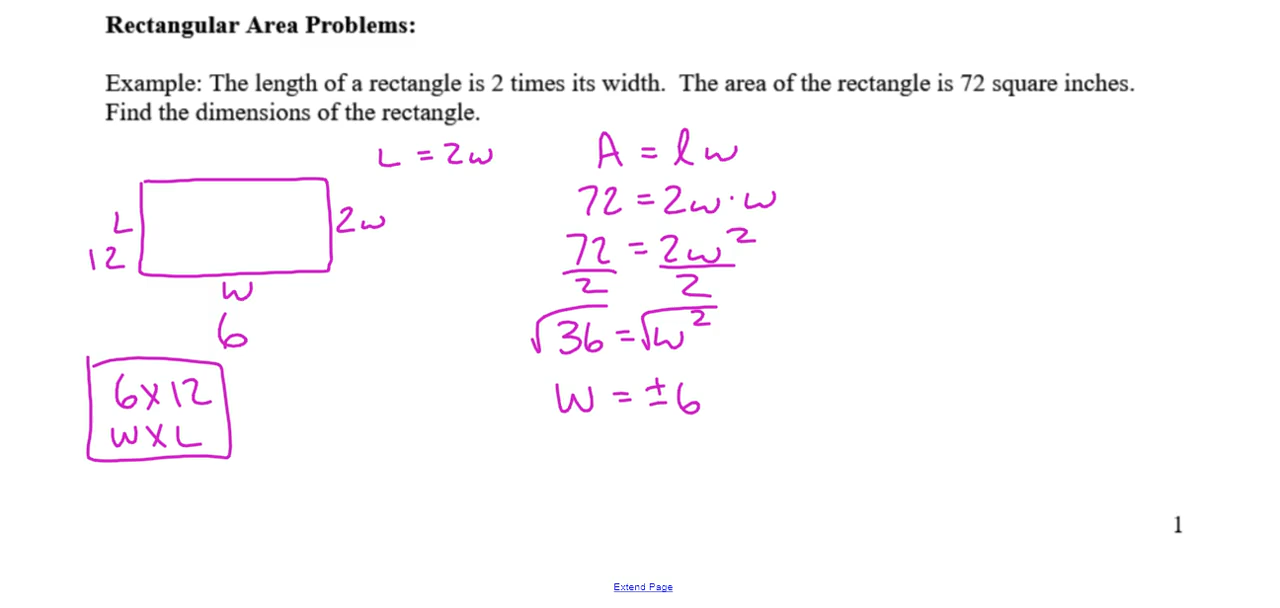 Rectangular Area Problems:
Example: The length of a rectangle is 2 times its width. The area of the rectangle is 72 square inches.
Find the dimensions of the rectangle.
L = 2w
L
12
2w
W
6
6 x 12
W x L
A = lw
72 = 2w · w
72/2 = 2w²/2
√36 = √w²
W = ±6
1
Extend Page